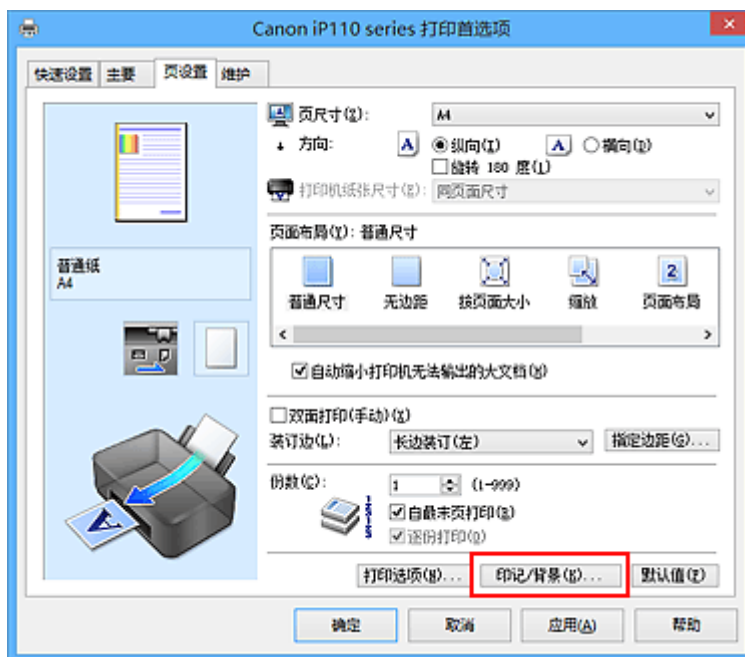 Canon iP110 series 打印首选项
快速设置 主要 页设置 维护
页尺寸(Z): A4
方向: A 纵向(I) A 横向(D)
旋转 180 度(L)
打印机纸张尺寸(E): 同页面尺寸
页面布局(Y): 普通尺寸
普通纸
A4
2
普通尺寸 无边距 按页面大小 缩放 页面布局
自动缩小打印机无法输出的大文档(N)
双面打印(手动)(X)
装订边(L): 长边装订(左) 指定边距(G)...
份数(C): 1 (1-999)
自最末页打印(R)
逐份打印(O)
打印选项(N)... 印记/背景(K)... 默认值(F)
确定 取消 应用(A) 帮助